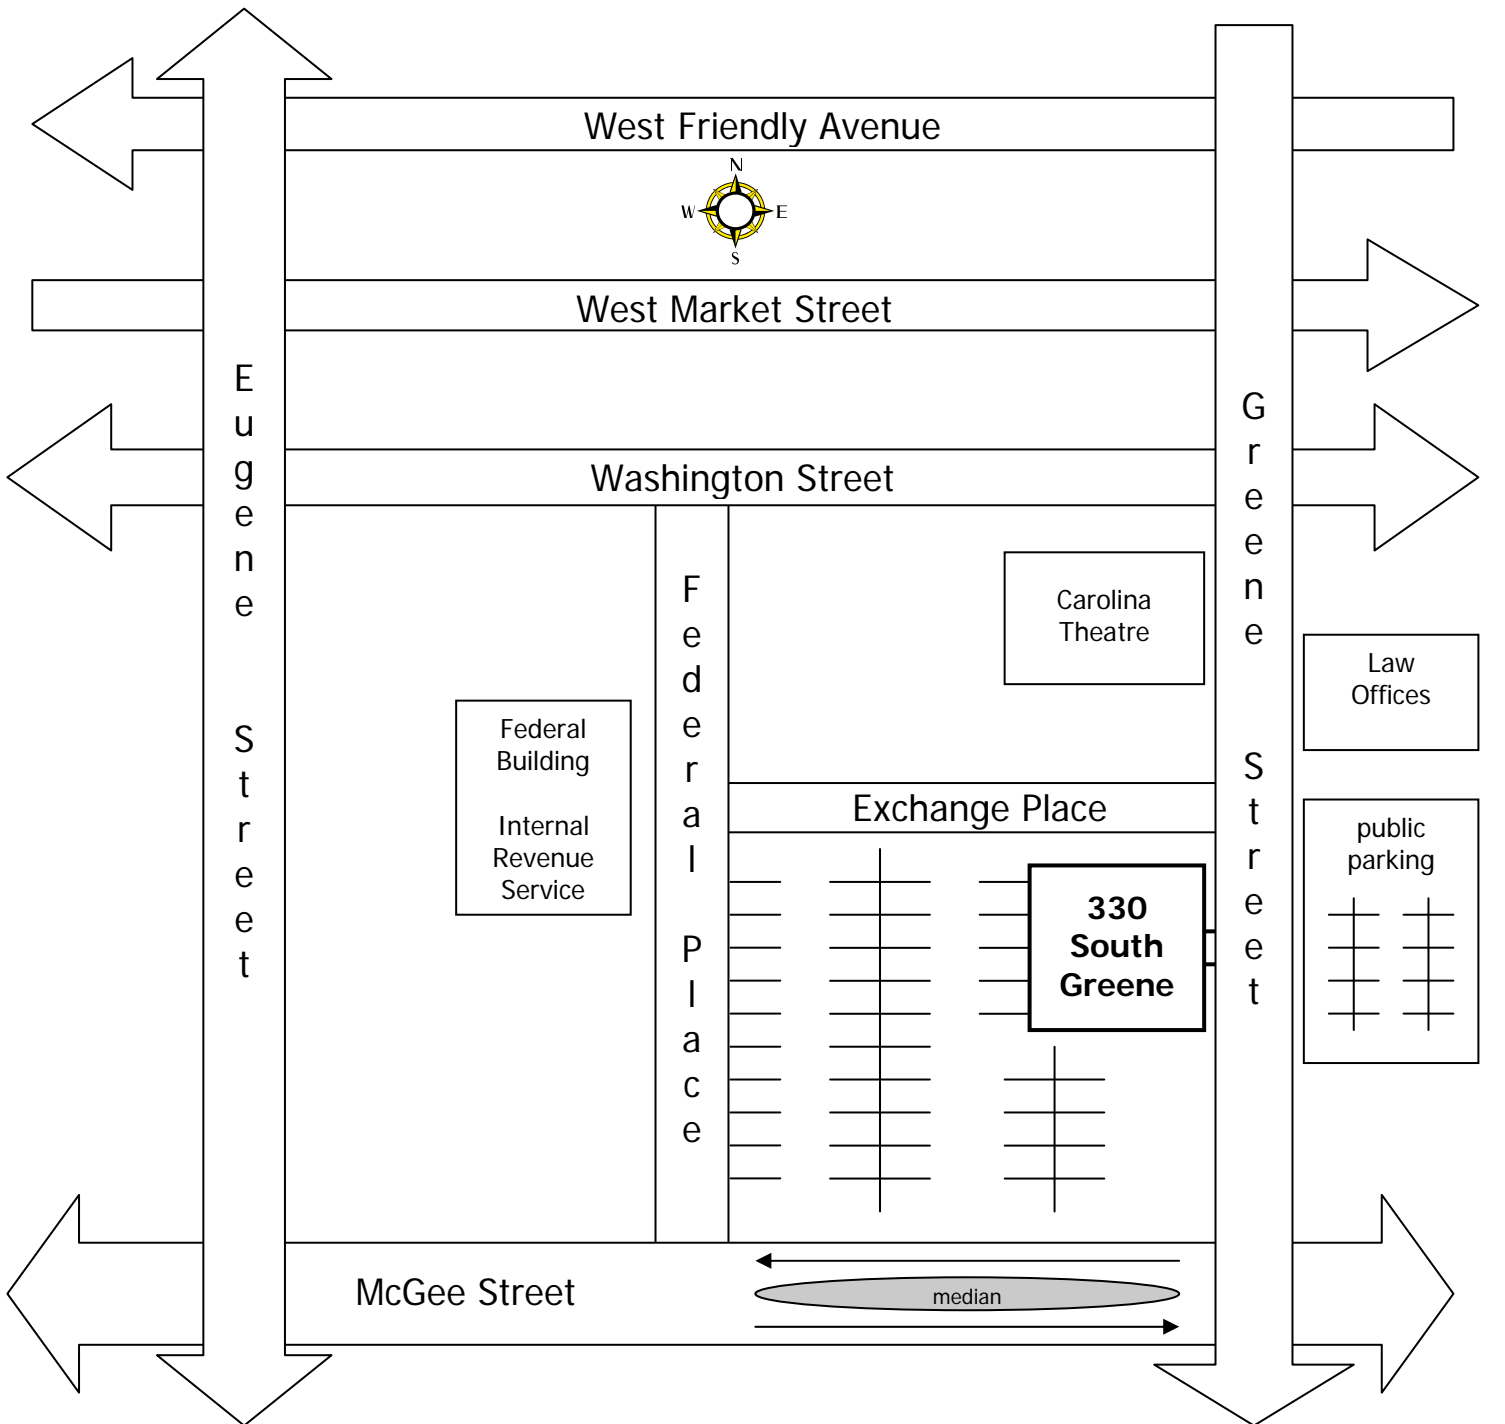 West Friendly Avenue
N
W E
S
West Market Street
Eugene Street
Greene Street
Washington Street
Federal Place
Carolina
Theatre
Law
Offices
Federal
Building
Internal
Revenue
Service
Exchange Place
public
parking
330
South
Greene
McGee Street
median